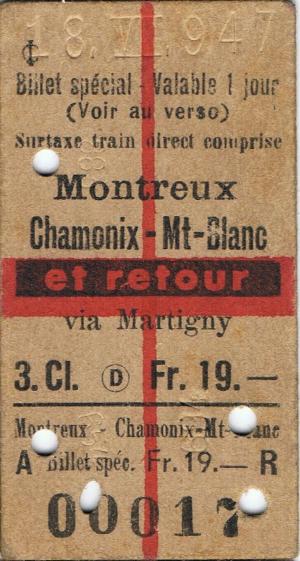 18.VI.947
Billet spécial - Valable 1 jour
(Voir au verso)
Surtaxe train direct comprise
Montreux
Chamonix - Mt-Blanc
et retour
via Martigny
3. Cl. D Fr. 19.—
Montreux - Chamonix-Mt-Blanc
A Billet spéc. Fr. 19.— R
00017